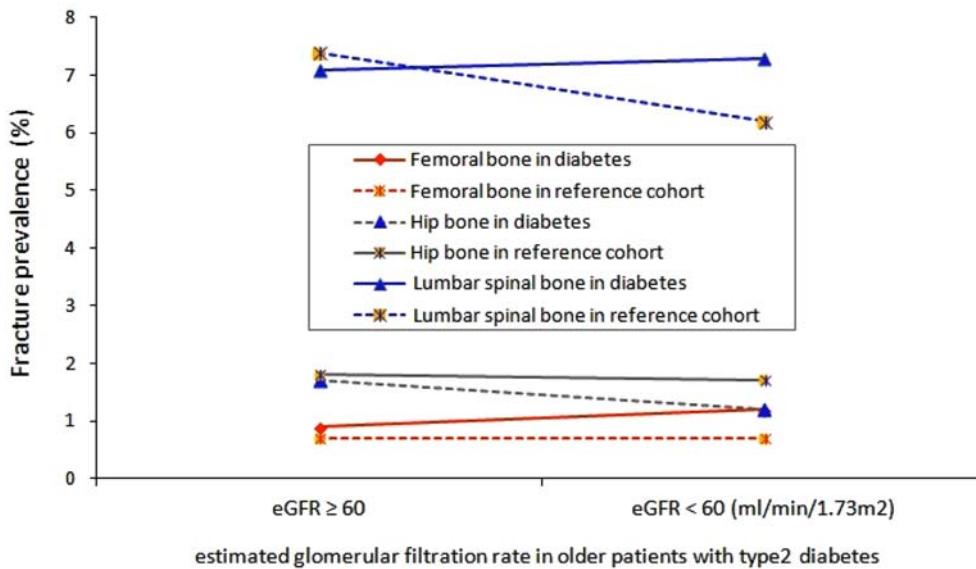 Fracture prevalence (%)
8
7
6
5
4
3
2
1
0
Femoral bone in diabetes
Femoral bone in reference cohort
Hip bone in diabetes
Hip bone in reference cohort
Lumbar spinal bone in diabetes
Lumbar spinal bone in reference cohort
eGFR ≥ 60
eGFR < 60 (ml/min/1.73m2)
estimated glomerular filtration rate in older patients with type2 diabetes